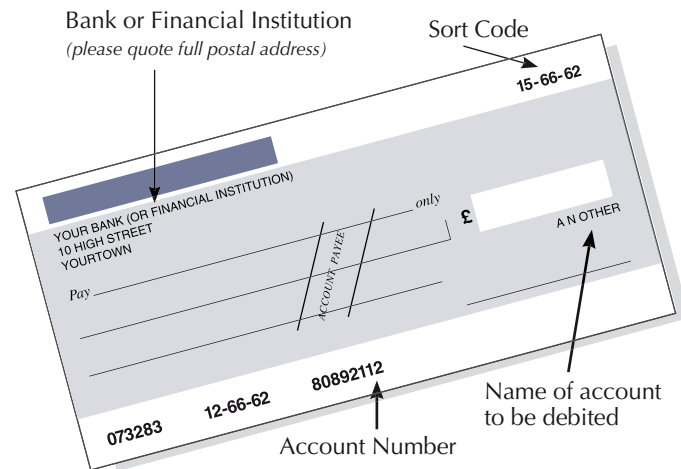 Bank or Financial Institution
(please quote full postal address)
Sort Code
15-66-62
YOUR BANK (OR FINANCIAL INSTITUTION)
10 HIGH STREET
YOURTOWN
Pay
only
ACCOUNT PAYEE
£
A N OTHER
073283 12-66-62 80892112
Account Number
Name of account
to be debited